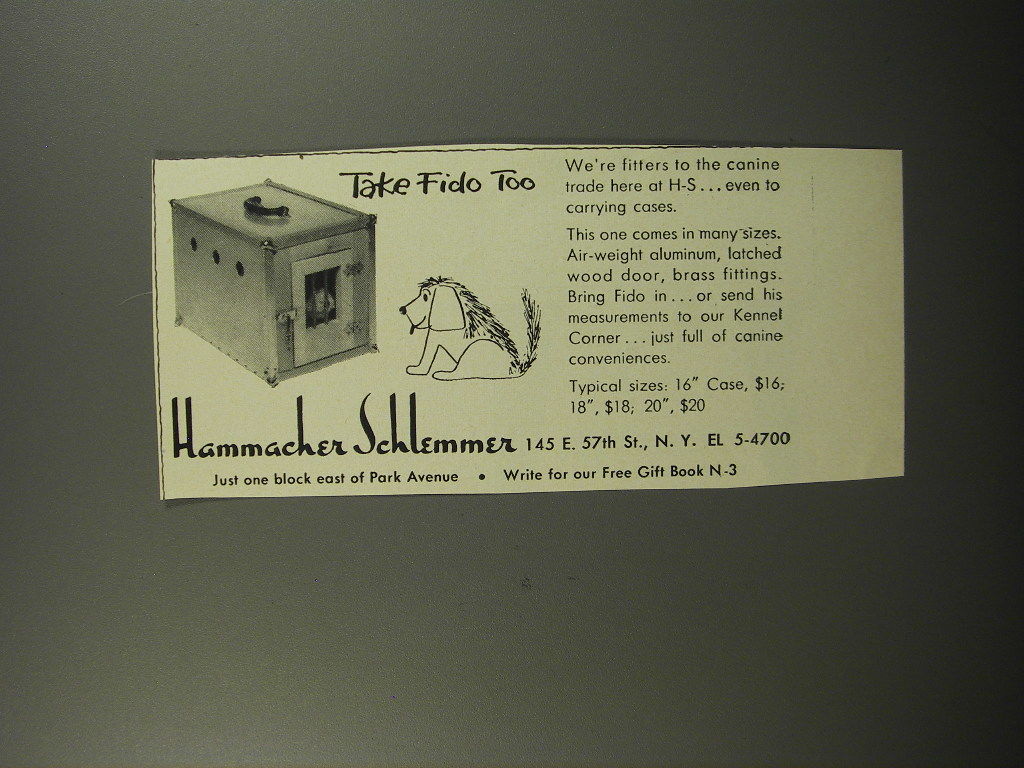 Take Fido Too
We're fitters to the canine
trade here at H-S...even to
carrying cases.
This one comes in many sizes.
Air-weight aluminum, latched
wood door, brass fittings.
Bring Fido in...or send his
measurements to our Kennel
Corner...just full of canine
conveniences.
Typical sizes: 16" Case, $16;
18", $18; 20", $20
Hammacher Schlemmer 145 E. 57th St., N. Y. EL 5-4700
Just one block east of Park Avenue • Write for our Free Gift Book N-3